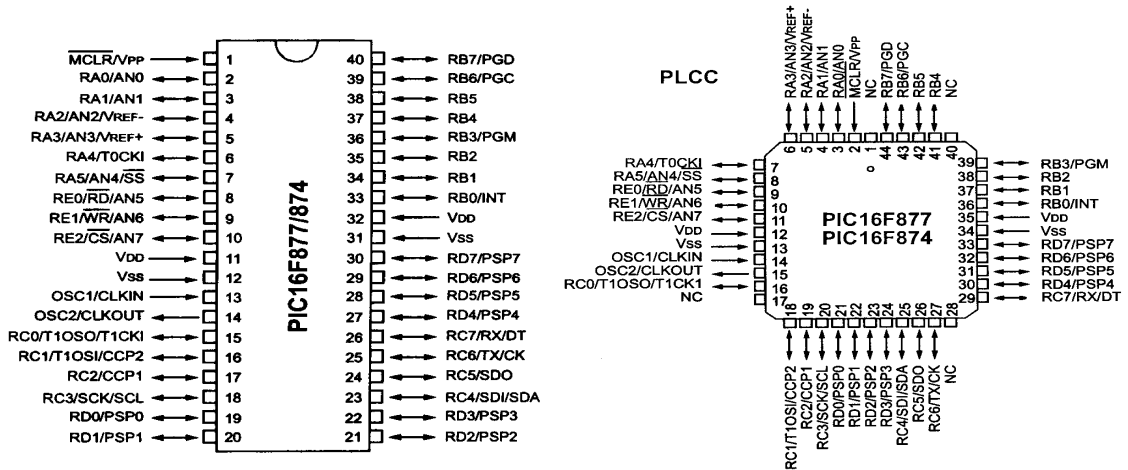 MCLR/VPP 1
RA0/AN0 2
RA1/AN1 3
RA2/AN2/VREF- 4
RA3/AN3/VREF+ 5
RA4/T0CKI 6
RA5/AN4/SS 7
RE0/RD/AN5 8
RE1/WR/AN6 9
RE2/CS/AN7 10
VDD 11
VSS 12
OSC1/CLKIN 13
OSC2/CLKOUT 14
RC0/T1OSO/T1CKI 15
RC1/T1OSI/CCP2 16
RC2/CCP1 17
RC3/SCK/SCL 18
RD0/PSP0 19
RD1/PSP1 20
PIC16F877/874
40 RB7/PGD
39 RB6/PGC
38 RB5
37 RB4
36 RB3/PGM
35 RB2
34 RB1
33 RB0/INT
32 VDD
31 VSS
30 RD7/PSP7
29 RD6/PSP6
28 RD5/PSP5
27 RD4/PSP4
26 RC7/RX/DT
25 RC6/TX/CK
24 RC5/SDO
23 RC4/SDI/SDA
22 RD3/PSP3
21 RD2/PSP2
PLCC
RA3/AN3/VREF+ 6
RA2/AN2/VREF- 5
RA1/AN1 4
RA0/AN0 3
MCLR/VPP 2
NC 1
RB7/PGD 44
RB6/PGC 43
RB5 42
RB4 41
NC 40
RA4/T0CKI 7
RA5/AN4/SS 8
RE0/RD/AN5 9
RE1/WR/AN6 10
RE2/CS/AN7 11
VDD 12
VSS 13
OSC1/CLKIN 14
OSC2/CLKOUT 15
RC0/T1OSO/T1CK1 16
NC 17
PIC16F877
PIC16F874
39 RB3/PGM
38 RB2
37 RB1
36 RB0/INT
35 VDD
34 VSS
33 RD7/PSP7
32 RD6/PSP6
31 RD5/PSP5
30 RD4/PSP4
29 RC7/RX/DT
18 RC1/T1OSI/CCP2
19 RC2/CCP1
20 RC3/SCK/SCL
21 RD0/PSP0
22 RD1/PSP1
23 RD2/PSP2
24 RD3/PSP3
25 RC4/SDI/SDA
26 RC5/SDO
27 RC6/TX/CK
28 NC